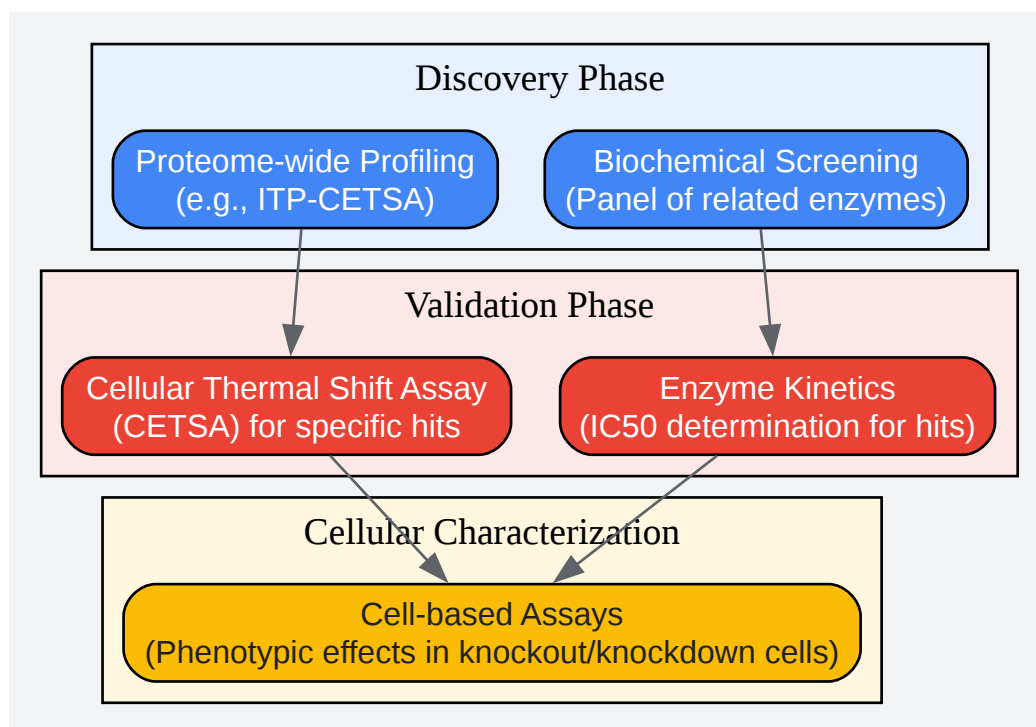 Discovery Phase
Proteome-wide Profiling
(e.g., ITP-CETSA)
Biochemical Screening
(Panel of related enzymes)
Validation Phase
Cellular Thermal Shift Assay
(CETSA) for specific hits
Enzyme Kinetics
(IC50 determination for hits)
Cellular Characterization
Cell-based Assays
(Phenotypic effects in knockout/knockdown cells)